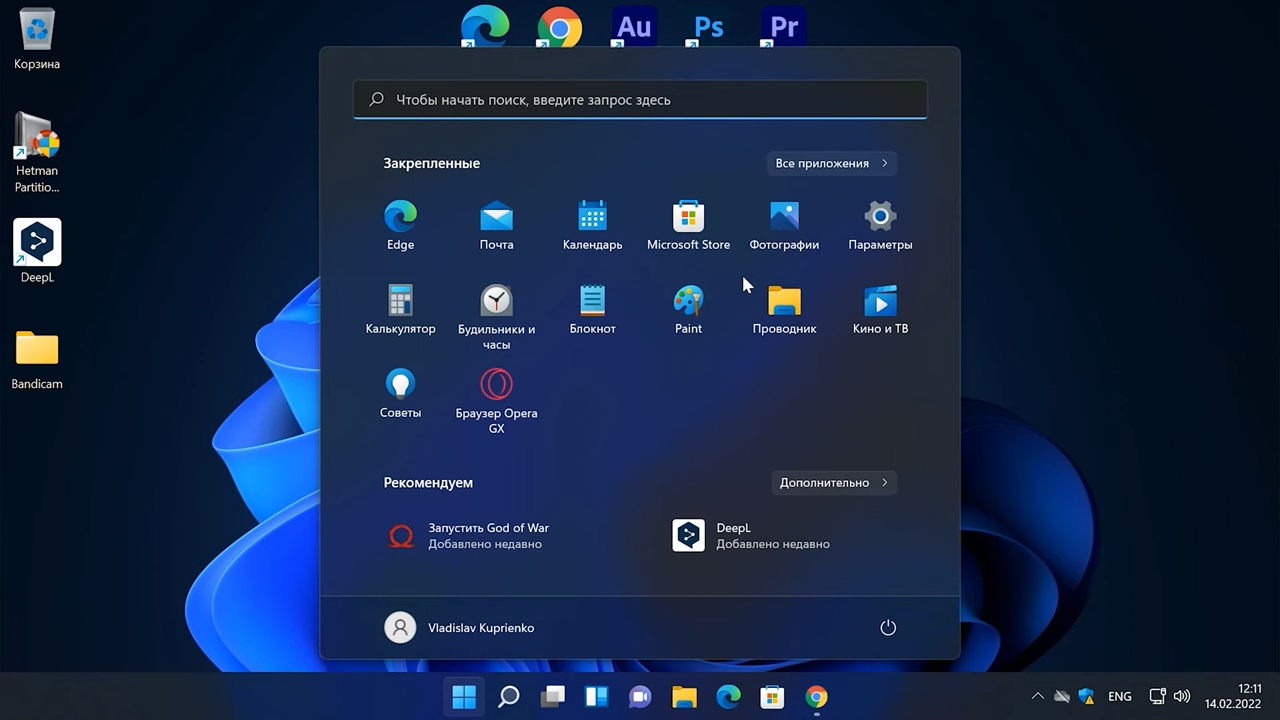 Корзина
Au
Ps
Pr
Hetman
Partitio...
DeepL
Bandicam
Чтобы начать поиск, введите запрос здесь
Закрепленные
Все приложения
Edge
Почта
Календарь
Microsoft Store
Фотографии
Параметры
Калькулятор
Будильники и
часы
Блокнот
Paint
Проводник
Кино и ТВ
Советы
Браузер Opera
GX
Рекомендуем
Дополнительно
Запустить God of War
Добавлено недавно
DeepL
Добавлено недавно
Vladislav Kuprienko
ENG
12:11
14.02.2022